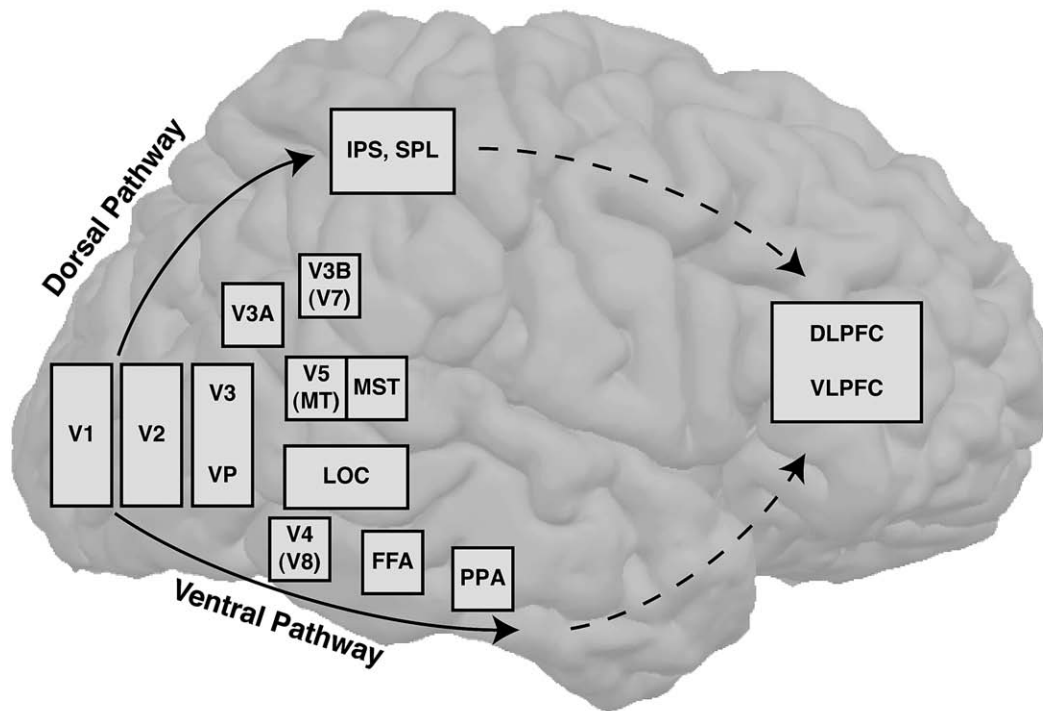 Dorsal Pathway
IPS, SPL
V3B
(V7)
V3A
DLPFC
VLPFC
V1
V2
V3
VP
V5
(MT)
MST
LOC
V4
(V8)
FFA
PPA
Ventral Pathway